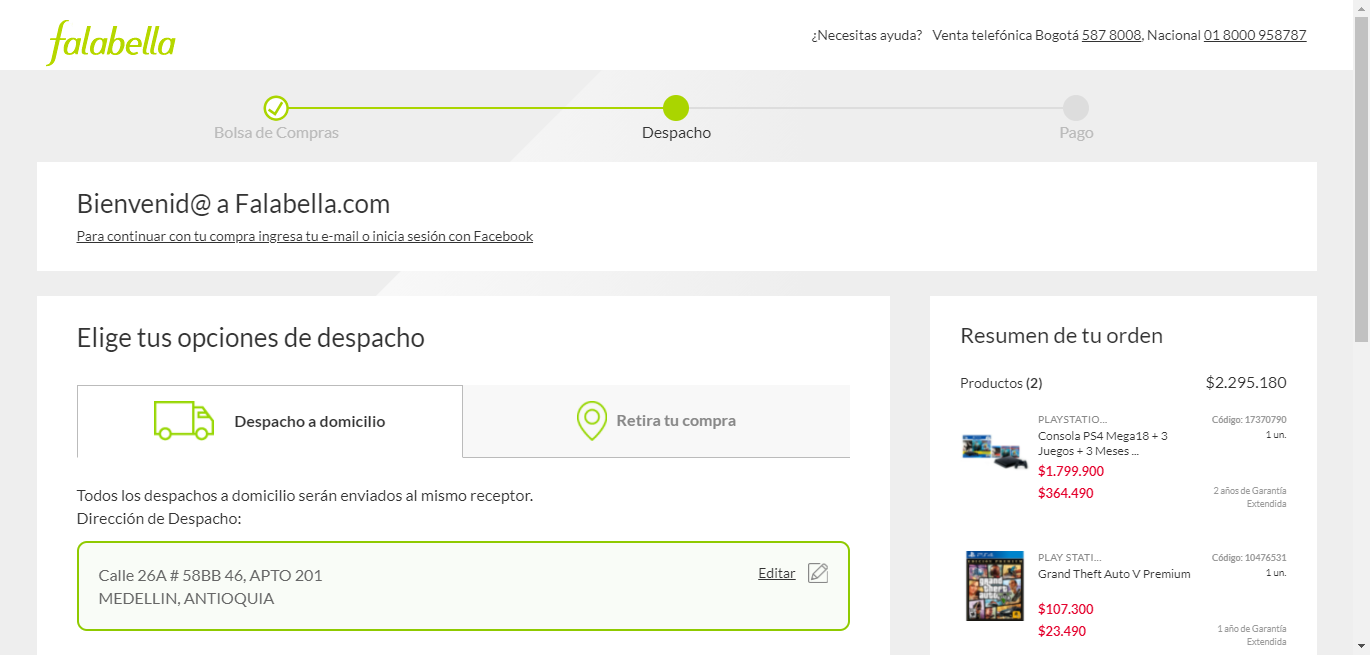 falabella
¿Necesitas ayuda? Venta telefónica Bogotá 587 8008, Nacional 01 8000 958787
Bolsa de Compras
Despacho
Pago
Bienvenid@ a Falabella.com
Para continuar con tu compra ingresa tu e-mail o inicia sesión con Facebook
Elige tus opciones de despacho
Despacho a domicilio
Retira tu compra
Todos los despachos a domicilio serán enviados al mismo receptor.
Dirección de Despacho:
Calle 26A # 58BB 46, APTO 201
MEDELLIN, ANTIOQUIA
Editar
Resumen de tu orden
Productos (2) $2.295.180
PLAYSTATIO... Código: 17370790
Consola PS4 Mega18 + 3 1 un.
Juegos + 3 Meses ...
$1.799.900
$364.490 2 años de Garantía
Extendida
PLAY STATI... Código: 10476531
Grand Theft Auto V Premium 1 un.
$107.300
$23.490 1 año de Garantía
Extendida